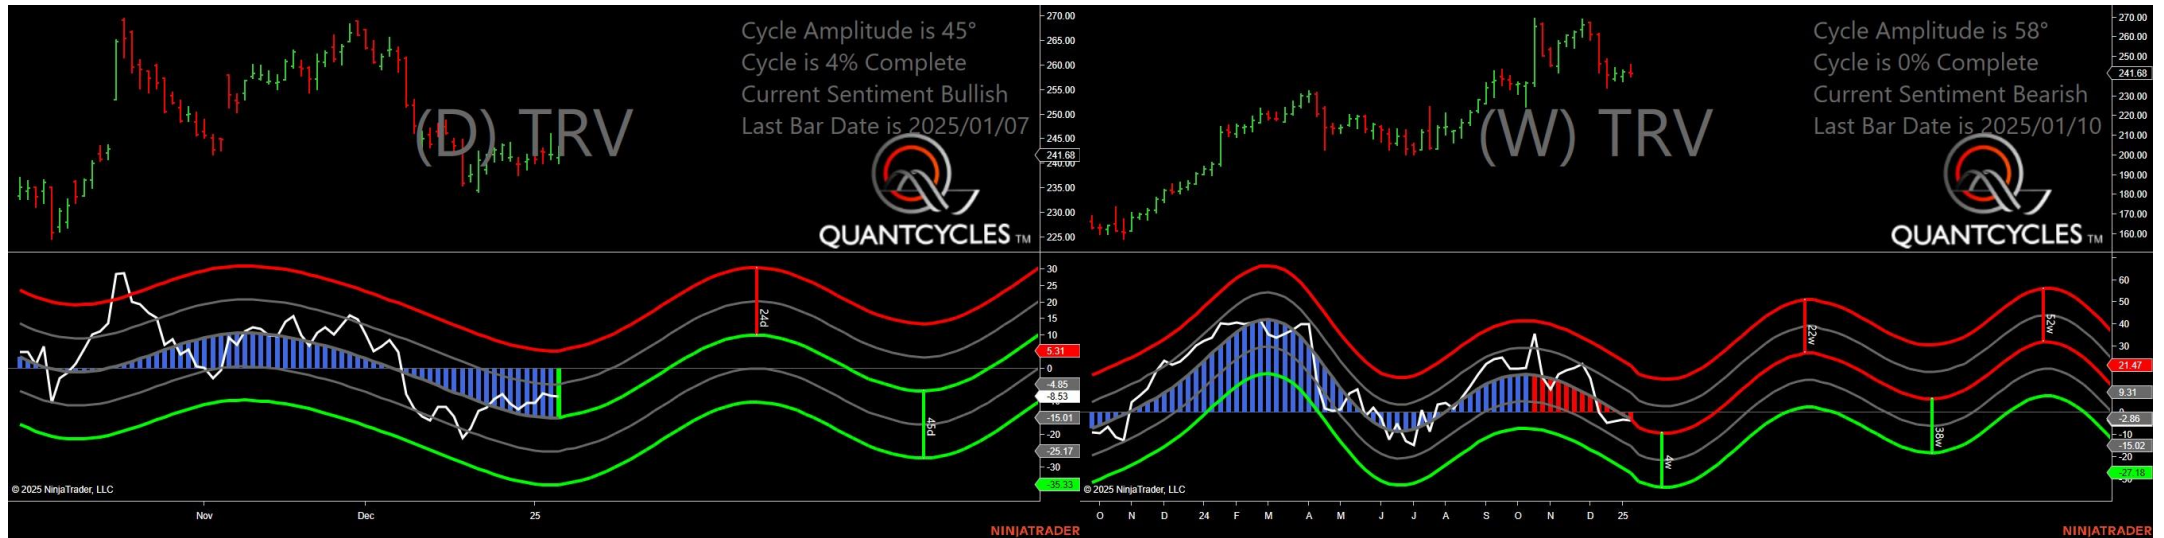 Cycle Amplitude is 45°
Cycle is 4% Complete
Current Sentiment Bullish
Last Bar Date is 2025/01/07
(D) TRV
QUANTCYCLES TM
270.00
265.00
260.00
255.00
250.00
245.00
241.68
240.00
235.00
230.00
225.00
24d
45d
30
25
20
15
10
5.31
0
-4.85
-8.53
-15.01
-20
-25.17
-30
-35.33
© 2025 NinjaTrader, LLC
Nov
Dec
25
NINJATRADER
Cycle Amplitude is 58°
Cycle is 0% Complete
Current Sentiment Bearish
Last Bar Date is 2025/01/10
(W) TRV
QUANTCYCLES TM
270.00
260.00
250.00
241.68
230.00
220.00
210.00
200.00
190.00
180.00
170.00
160.00
22w
52w
4w
38w
60
50
40
30
21.47
9.31
0
-2.86
-10
-15.02
-20
-27.18
© 2025 NinjaTrader, LLC
O N D 24 F M A M J J A S O N D 25
NINJATRADER